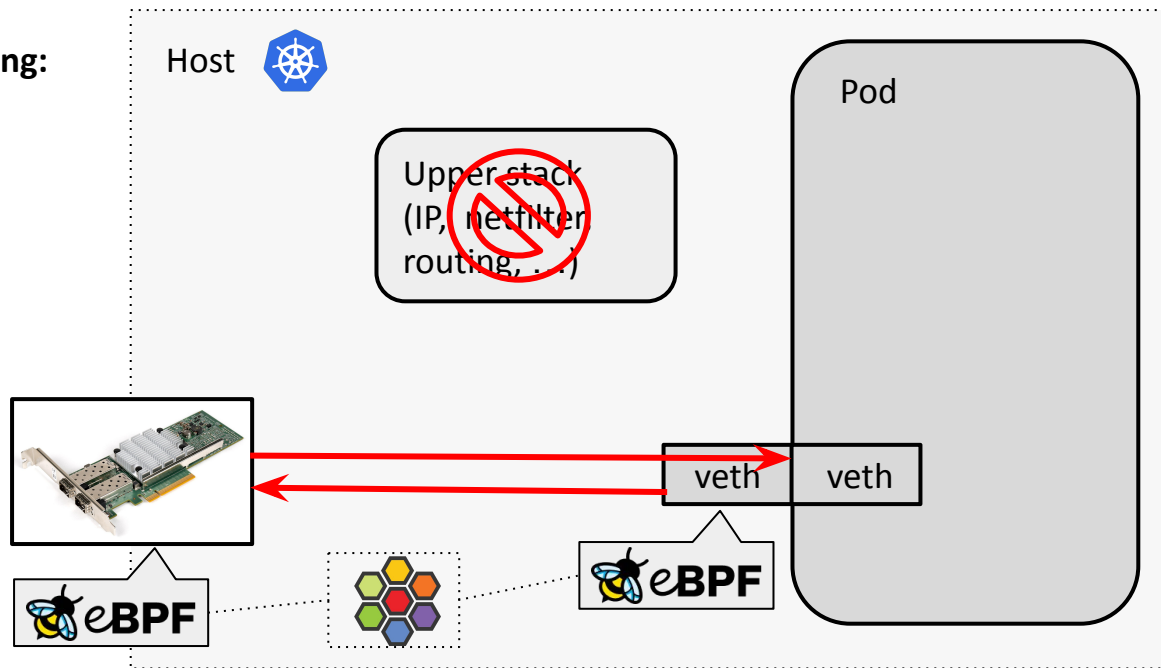 ng:
Host
Pod
Upper stack
(IP, netfilter,
routing, ...)
veth
veth
eBPF
eBPF